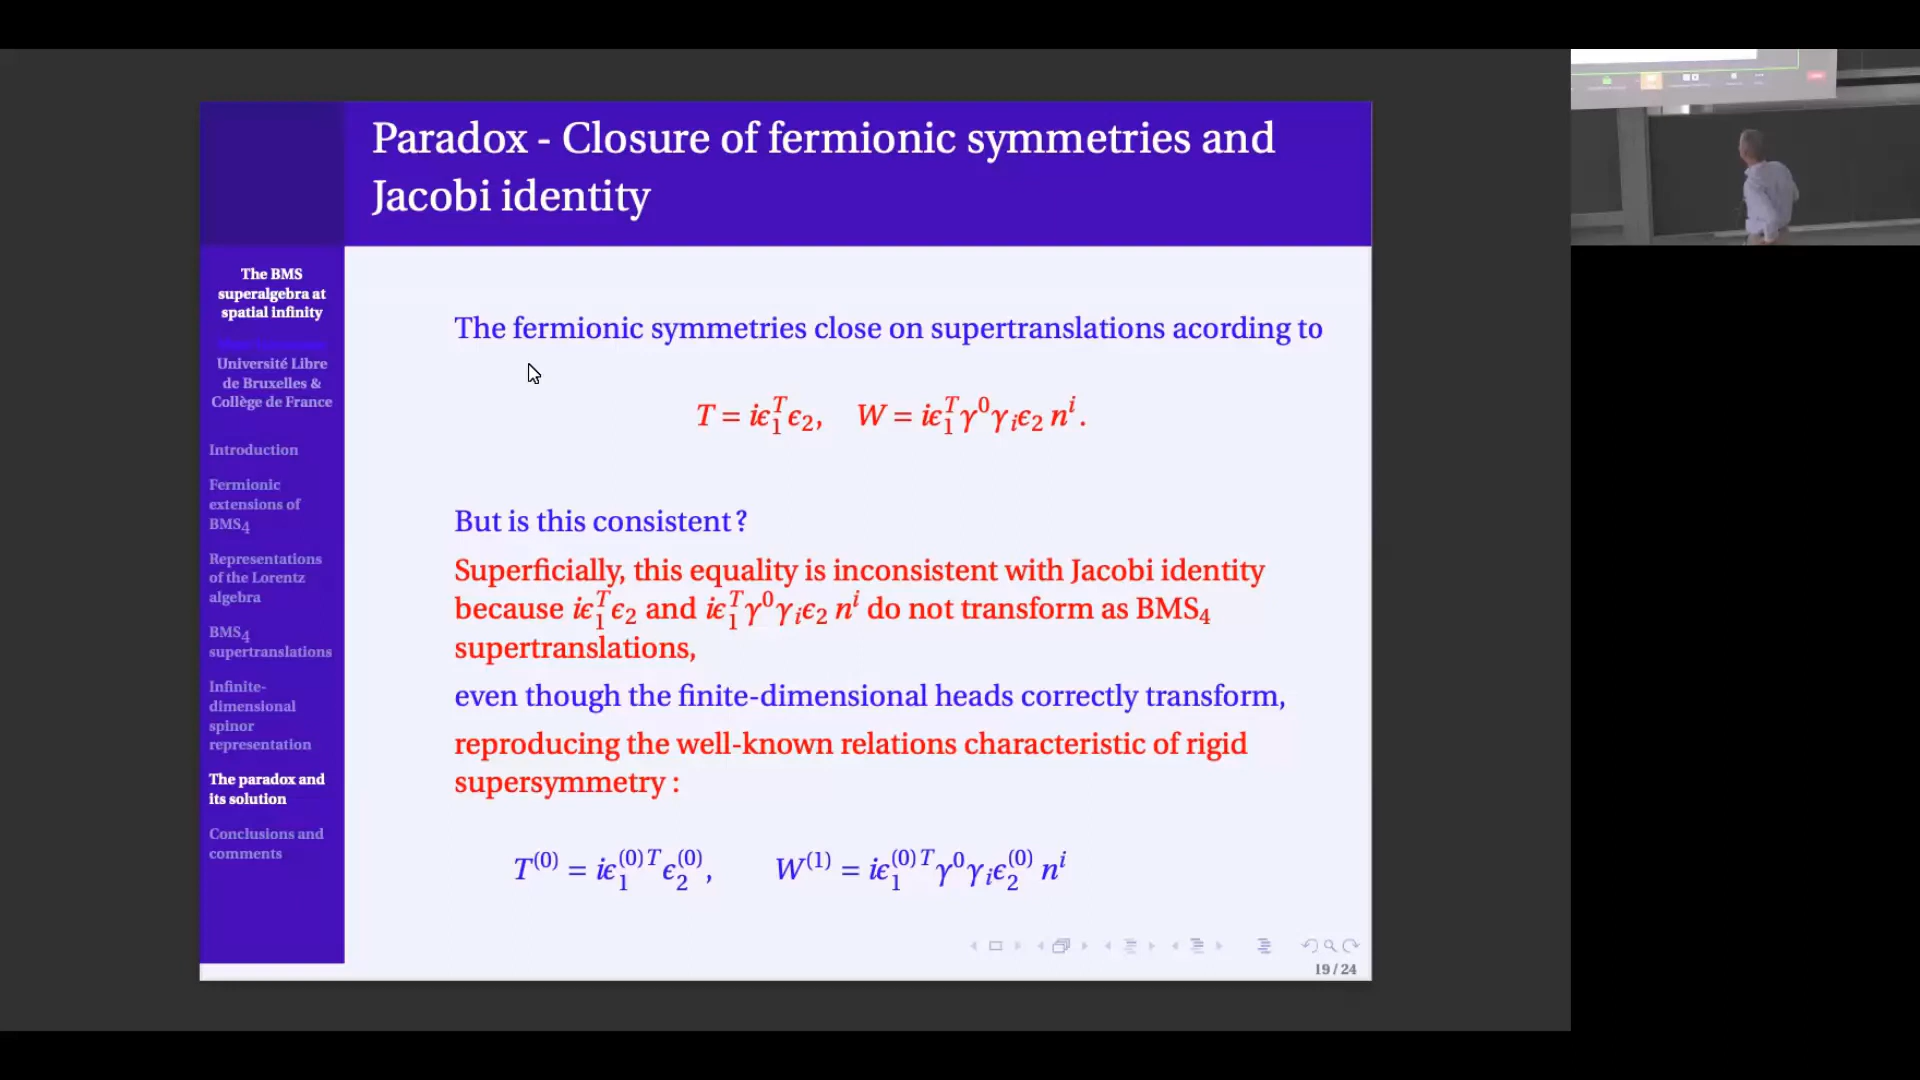 Paradox - Closure of fermionic symmetries and
Jacobi identity
The BMS
superalgebra at
spatial infinity
Université Libre
de Bruxelles &
Collège de France
Introduction
Fermionic
extensions of
BMS₄
Representations
of the Lorentz
algebra
BMS₄
supertranslations
Infinite-
dimensional
spinor
representation
The paradox and
its solution
Conclusions and
comments
The fermionic symmetries close on supertranslations acording to
T = iϵ₁ᵀϵ₂, W = iϵ₁ᵀγ⁰γᵢϵ₂ nⁱ.
But is this consistent ?
Superficially, this equality is inconsistent with Jacobi identity
because iϵ₁ᵀϵ₂ and iϵ₁ᵀγ⁰γᵢϵ₂ nⁱ do not transform as BMS₄
supertranslations,
even though the finite-dimensional heads correctly transform,
reproducing the well-known relations characteristic of rigid
supersymmetry :
T⁽⁰⁾ = iϵ₁⁽⁰⁾ᵀϵ₂⁽⁰⁾, W⁽¹⁾ = iϵ₁⁽⁰⁾ᵀγ⁰γᵢϵ₂⁽⁰⁾ nⁱ
19 / 24